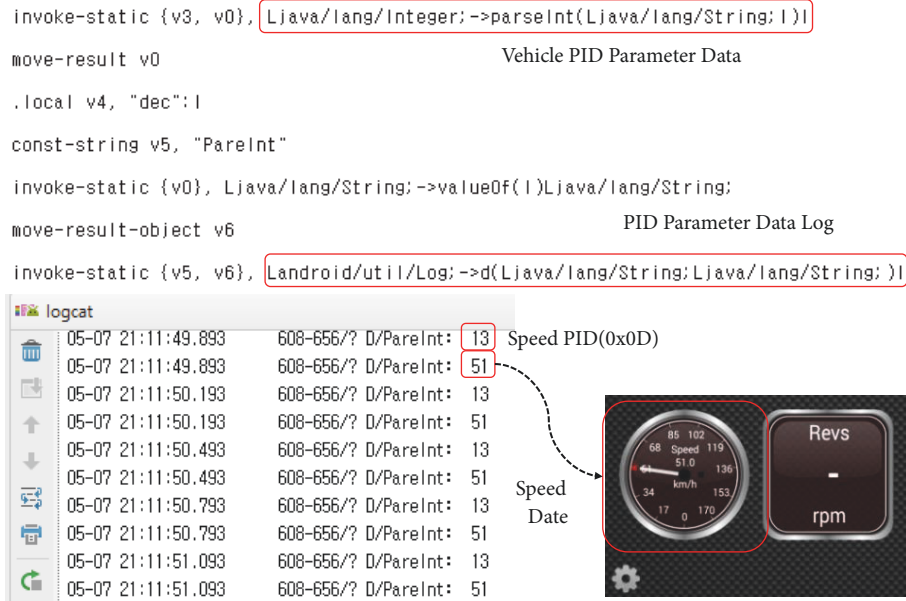 invoke-static {v3, v0}, Ljava/lang/Integer;->parseInt(Ljava/lang/String;I)I
Vehicle PID Parameter Data
move-result v0
.local v4, "dec":I
const-string v5, "PareInt"
invoke-static {v0}, Ljava/lang/String;->valueOf(I)Ljava/lang/String;
PID Parameter Data Log
move-result-object v6
invoke-static {v5, v6}, Landroid/util/Log;->d(Ljava/lang/String;Ljava/lang/String;)I
logcat
05-07 21:11:49.893 608-656/? D/PareInt: 13 Speed PID(0x0D)
05-07 21:11:49.893 608-656/? D/PareInt: 51
05-07 21:11:50.193 608-656/? D/PareInt: 13
05-07 21:11:50.193 608-656/? D/PareInt: 51
05-07 21:11:50.493 608-656/? D/PareInt: 13
05-07 21:11:50.493 608-656/? D/PareInt: 51
05-07 21:11:50.793 608-656/? D/PareInt: 13
05-07 21:11:50.793 608-656/? D/PareInt: 51
05-07 21:11:51.093 608-656/? D/PareInt: 13
05-07 21:11:51.093 608-656/? D/PareInt: 51
Speed
Date
85 102
68 Speed 119
51.0
51 136
km/h
34 153
17 0 170
Revs
-
rpm